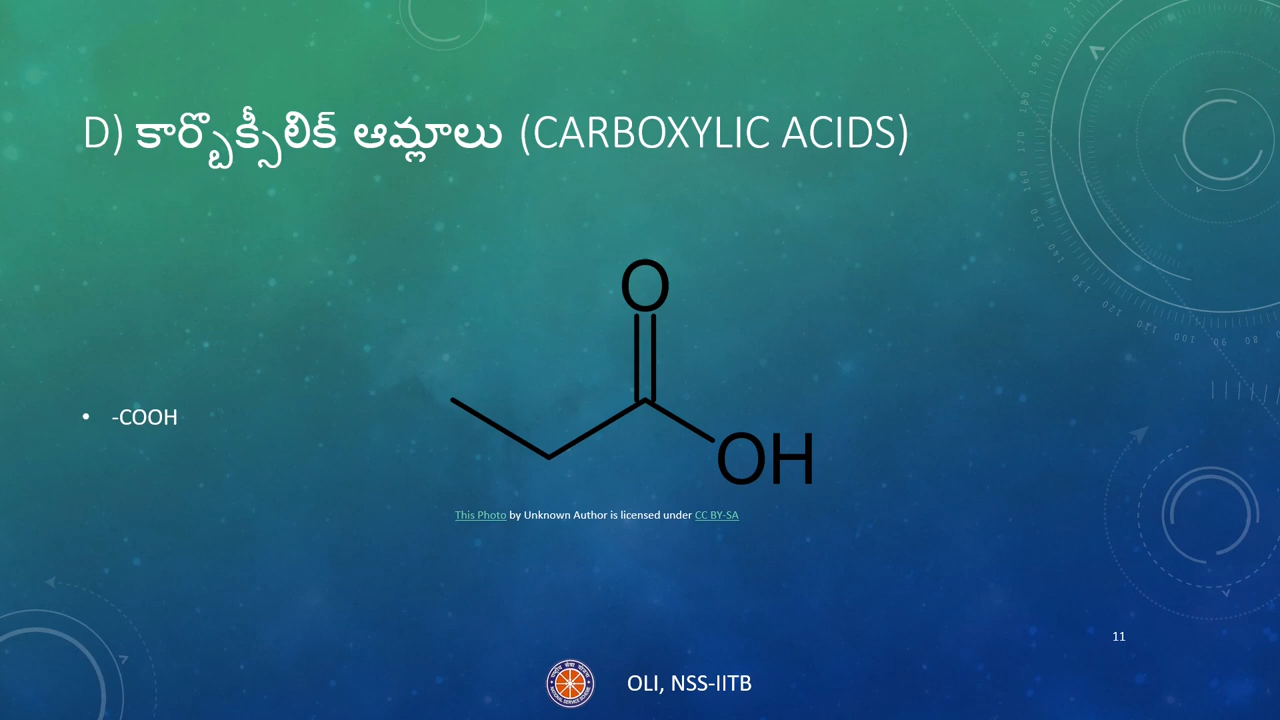 D) కార్బొక్సీలిక్ ఆమ్లాలు (CARBOXYLIC ACIDS)
O
• -COOH
OH
This Photo by Unknown Author is licensed under CC BY-SA
11
OLI, NSS-IITB